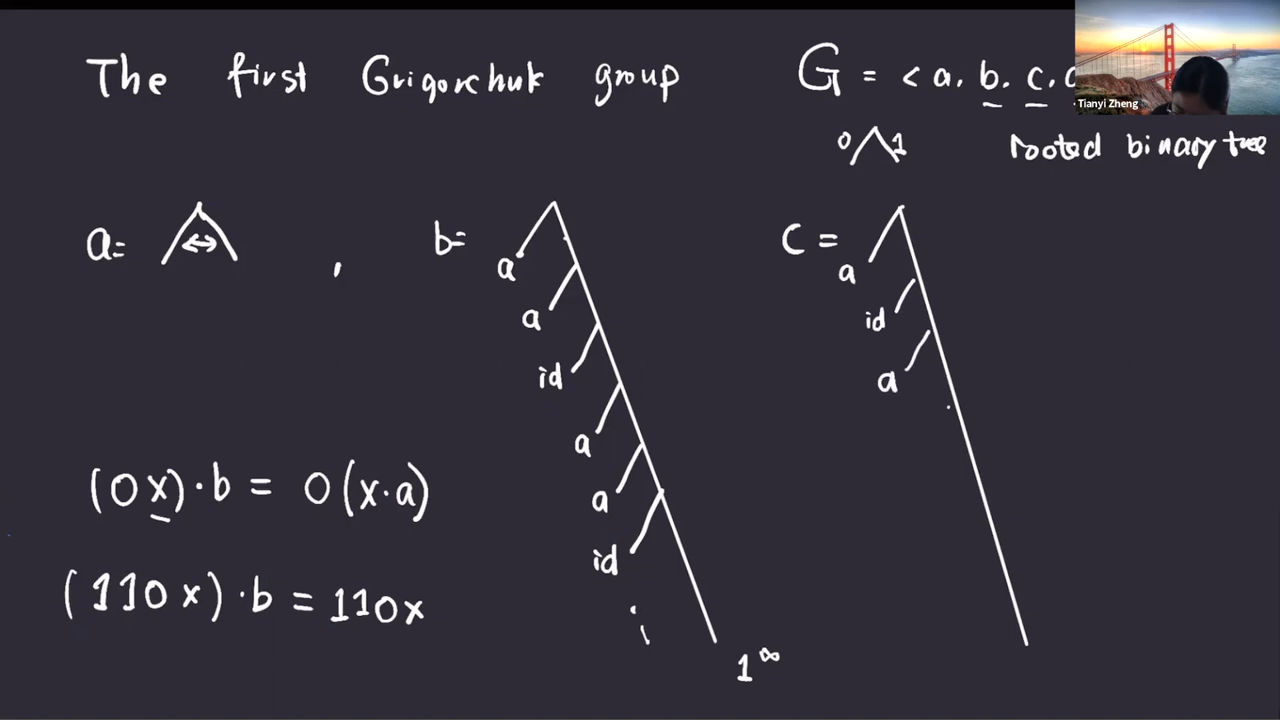 The first Grigorchuk group G = < a. b. c.
Tianyi Zheng
0 1 rooted binary tree
a= ↔ , b= c =
a a
a id
id a
a
a
id
(0x)·b = 0(x·a)
(110x)·b = 110x
1^∞